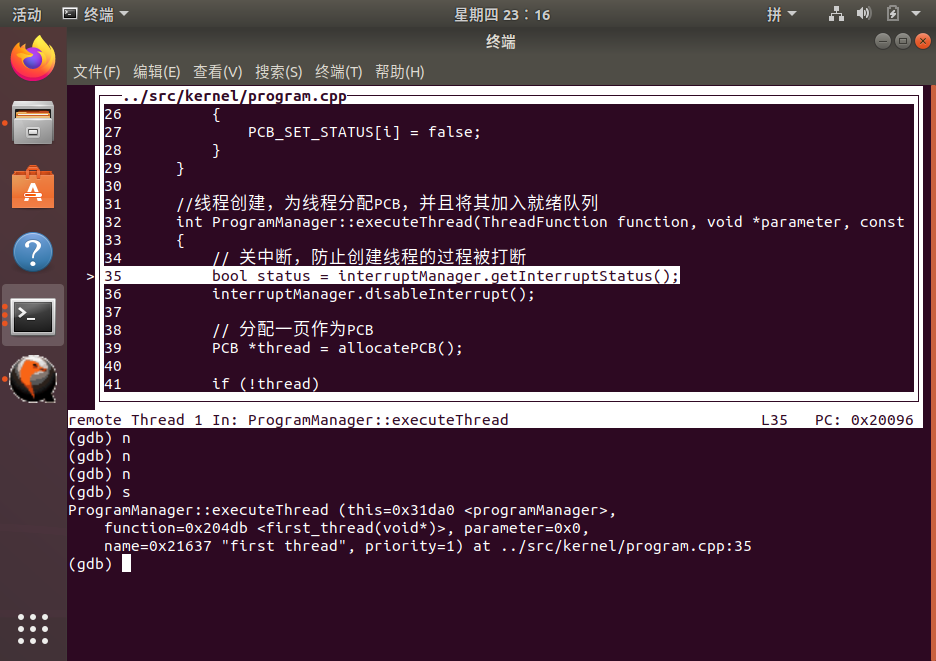 活动 终端 星期四 23：16 拼
终端
文件(F) 编辑(E) 查看(V) 搜索(S) 终端(T) 帮助(H)
../src/kernel/program.cpp
26 {
27 PCB_SET_STATUS[i] = false;
28 }
29 }
30
31 //线程创建，为线程分配PCB，并且将其加入就绪队列
32 int ProgramManager::executeThread(ThreadFunction function, void *parameter, const
33 {
34 // 关中断，防止创建线程的过程被打断
>35 bool status = interruptManager.getInterruptStatus();
36 interruptManager.disableInterrupt();
37
38 // 分配一页作为PCB
39 PCB *thread = allocatePCB();
40
41 if (!thread)
remote Thread 1 In: ProgramManager::executeThread L35 PC: 0x20096
(gdb) n
(gdb) n
(gdb) n
(gdb) s
ProgramManager::executeThread (this=0x31da0 <programManager>,
function=0x204db <first_thread(void*)>, parameter=0x0,
name=0x21637 "first thread", priority=1) at ../src/kernel/program.cpp:35
(gdb)